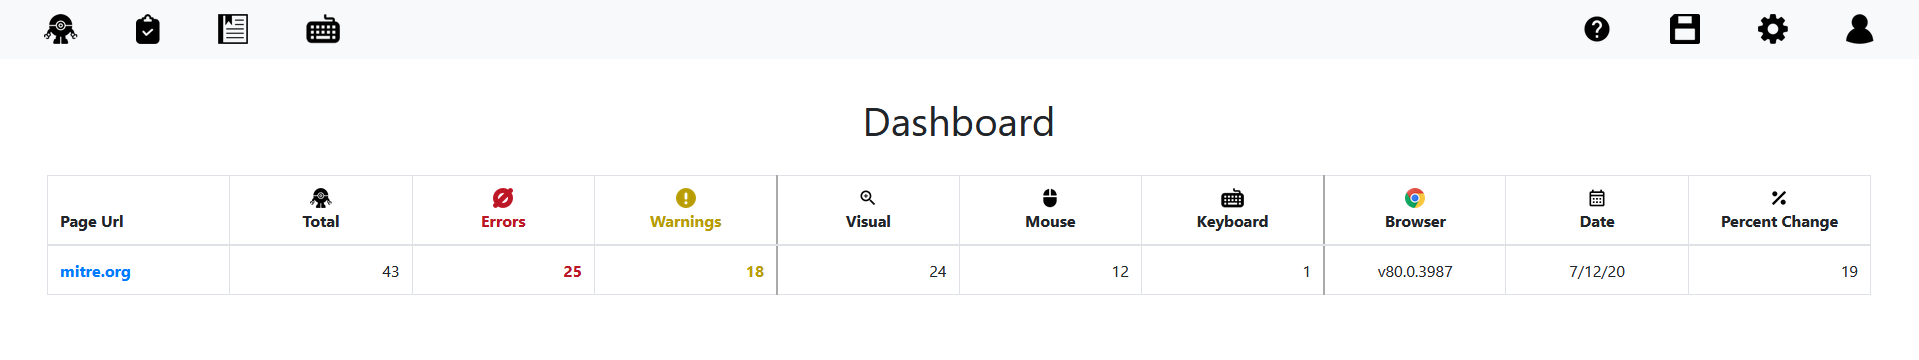 Dashboard
Page Url Total Errors Warnings Visual Mouse Keyboard Browser Date Percent Change
mitre.org 43 25 18 24 12 1 v80.0.3987 7/12/20 19